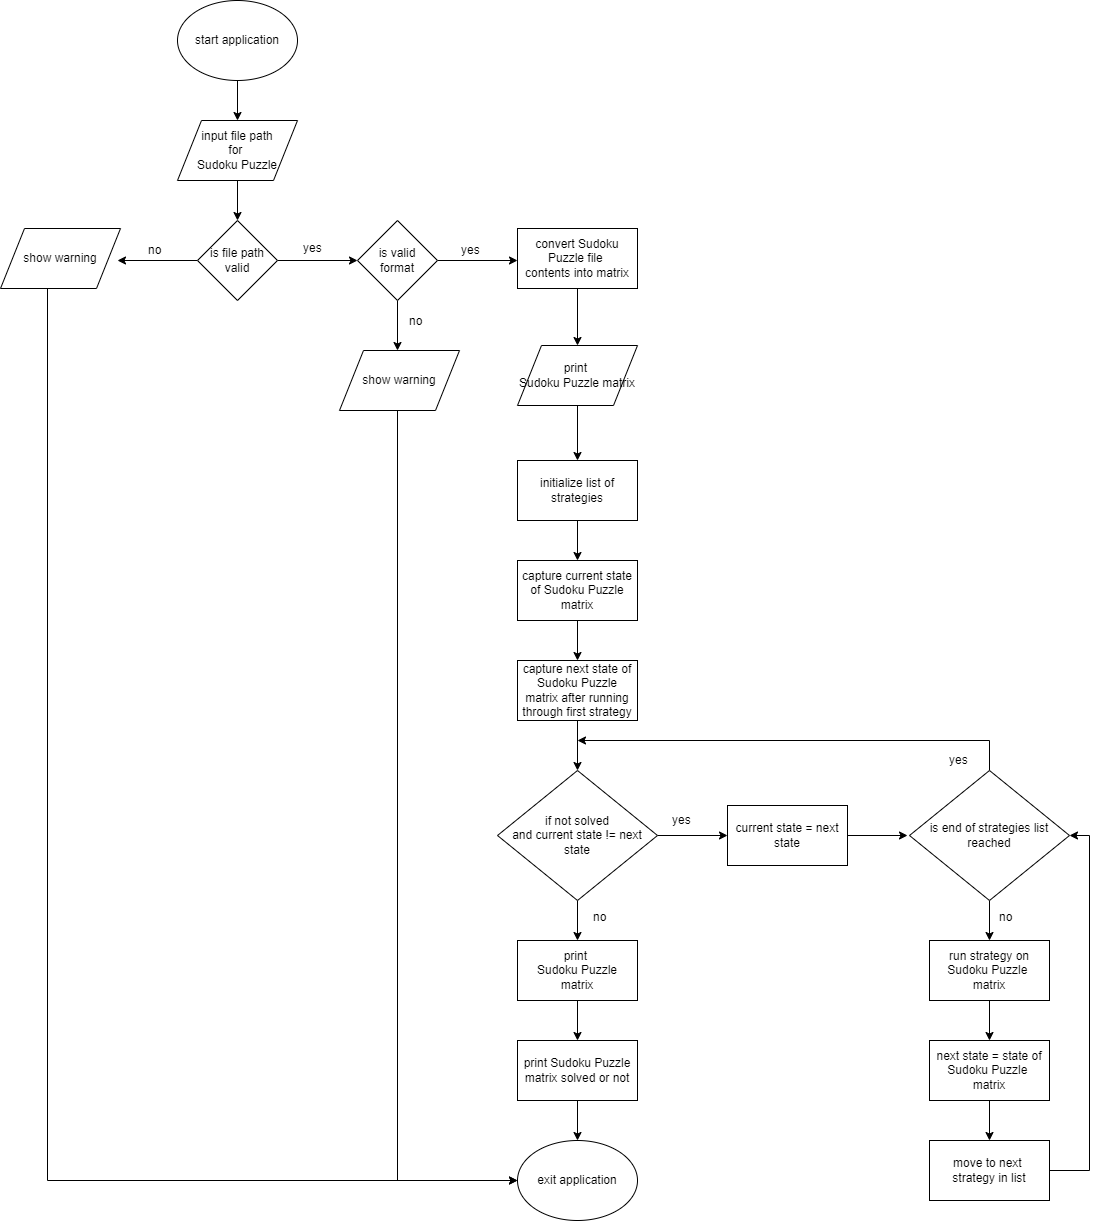 start application
input file path
for
Sudoku Puzzle
is file path
valid
no
show warning
yes
is valid
format
yes
no
show warning
convert Sudoku
Puzzle file
contents into matrix
print
Sudoku Puzzle matrix
initialize list of
strategies
capture current state
of Sudoku Puzzle
matrix
capture next state of
Sudoku Puzzle
matrix after running
through first strategy
if not solved
and current state != next
state
yes
current state = next
state
is end of strategies list
reached
yes
no
print
Sudoku Puzzle
matrix
print Sudoku Puzzle
matrix solved or not
exit application
no
run strategy on
Sudoku Puzzle
matrix
next state = state of
Sudoku Puzzle
matrix
move to next
strategy in list